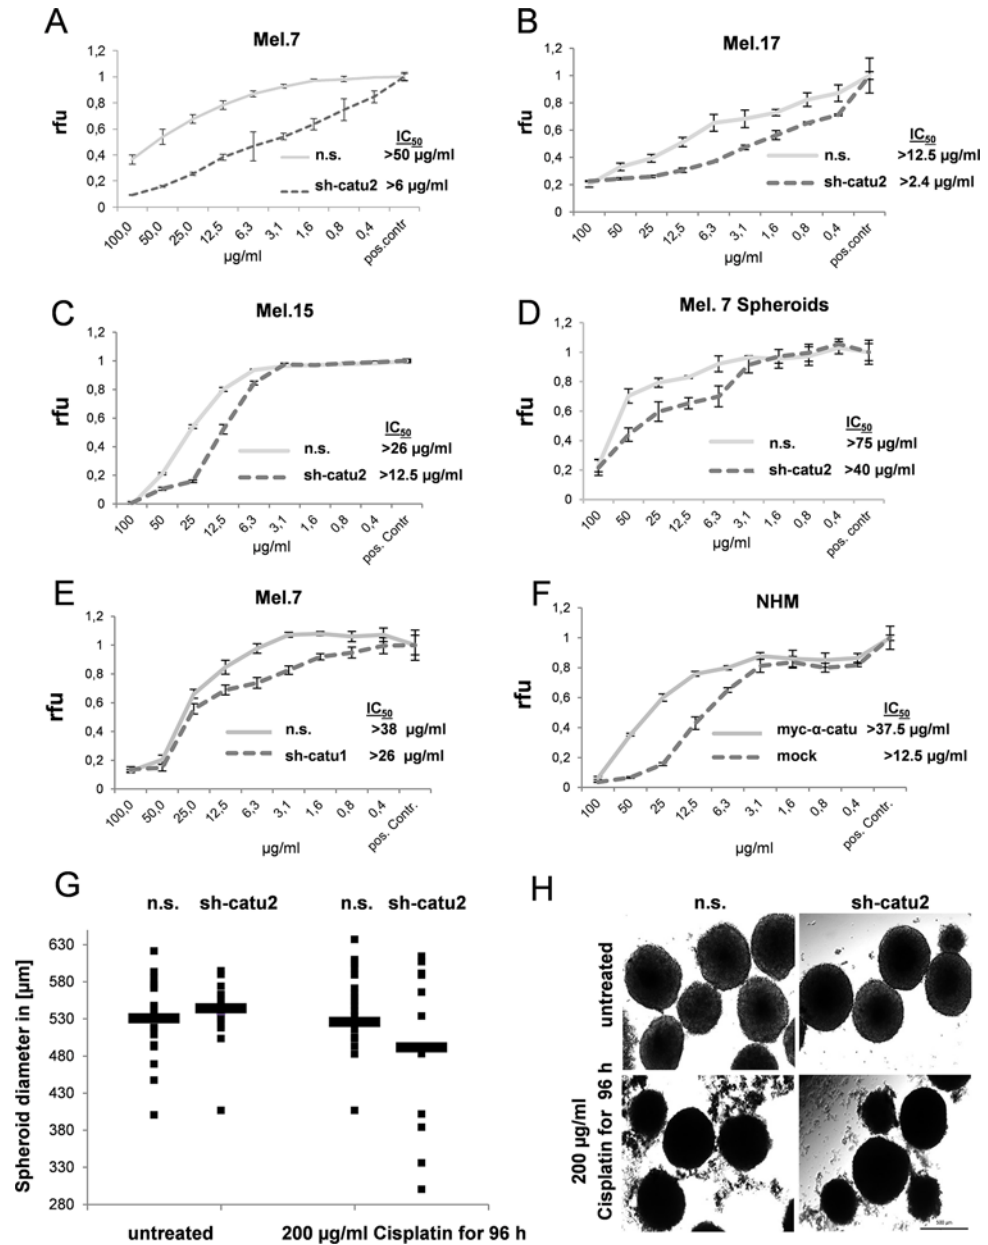 A
Mel.7
rfu
1,2
1
0,8
0,6
0,4
0,2
0
IC50
n.s. >50 µg/ml
sh-catu2 >6 µg/ml
100,0 50,0 25,0 12,5 6,3 3,1 1,6 0,8 0,4 pos.contr
µg/ml
B
Mel.17
rfu
1,2
1
0,8
0,6
0,4
0,2
0
IC50
n.s. >12.5 µg/ml
sh-catu2 >2.4 µg/ml
100 50 25 12,5 6,3 3,1 1,6 0,8 0,4 pos.contr
µg/ml
C
Mel.15
rfu
1,2
1
0,8
0,6
0,4
0,2
0
IC50
n.s. >26 µg/ml
sh-catu2 >12.5 µg/ml
100 50 25 12,5 6,3 3,1 1,6 0,8 0,4 pos. Contr
µg/ml
D
Mel. 7 Spheroids
rfu
1,2
1
0,8
0,6
0,4
0,2
0
IC50
n.s. >75 µg/ml
sh-catu2 >40 µg/ml
100 50 25 12,5 6,3 3,1 1,6 0,8 0,4 pos. contr
µg/ml
E
Mel.7
rfu
1,2
1
0,8
0,6
0,4
0,2
0
IC50
n.s. >38 µg/ml
sh-catu1 >26 µg/ml
100,0 50,0 25,0 12,5 6,3 3,1 1,6 0,8 0,4 pos. Contr.
µg/ml
F
NHM
rfu
1,2
1
0,8
0,6
0,4
0,2
0
IC50
myc-α-catu >37.5 µg/ml
mock >12.5 µg/ml
100 50 25 12,5 6,3 3,1 1,6 0,8 0,4 pos. Contr.
µg/ml
G
n.s. sh-catu2 n.s. sh-catu2
Spheroid diameter in [µm]
630
580
530
480
430
380
330
280
untreated 200 µg/ml Cisplatin for 96 h
H
n.s. sh-catu2
untreated
200 µg/ml
Cisplatin for 96 h
500 µm